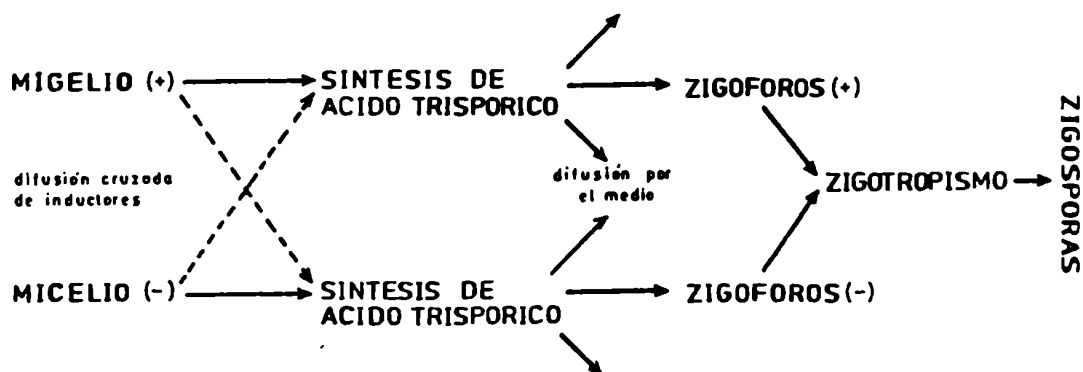 MIGELIO (+)
SINTESIS DE
ACIDO TRISPORICO
ZIGOFOROS (+)
difusión cruzada
de inductores
difusión por
el medio
ZIGOTROPISMO
ZIGOSPORAS
MICELIO (-)
SINTESIS DE
ACIDO TRISPORICO
ZIGOFOROS (-)